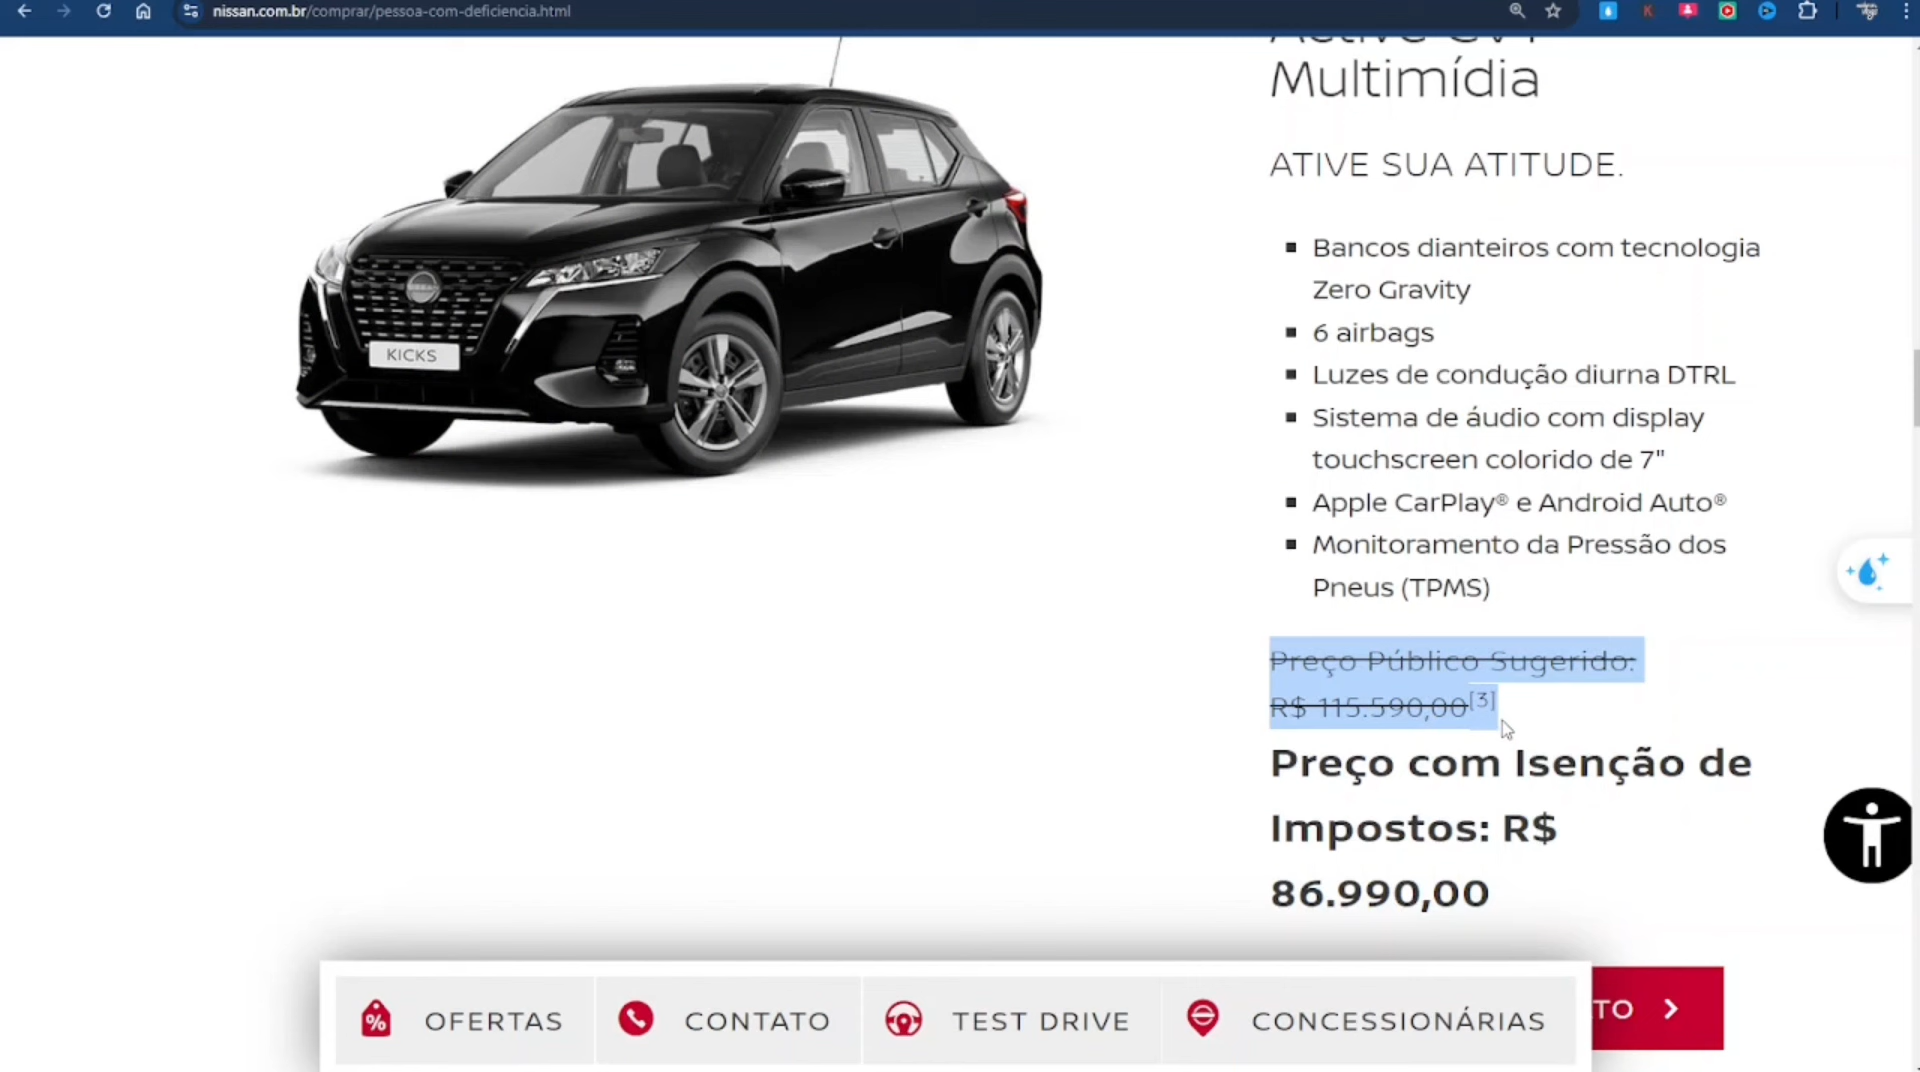 nissan.com.br/comprar/pessoa-com-deficiencia.html
Active CVT
Multimídia
ATIVE SUA ATITUDE.
Bancos dianteiros com tecnologia
Zero Gravity
6 airbags
Luzes de condução diurna DTRL
Sistema de áudio com display
touchscreen colorido de 7"
Apple CarPlay® e Android Auto®
Monitoramento da Pressão dos
Pneus (TPMS)
Preço Público Sugerido:
R$ 115.590,00[3]
Preço com Isenção de
Impostos: R$
86.990,00
NISSAN
KICKS
OFERTAS
CONTATO
TEST DRIVE
CONCESSIONÁRIAS
TO